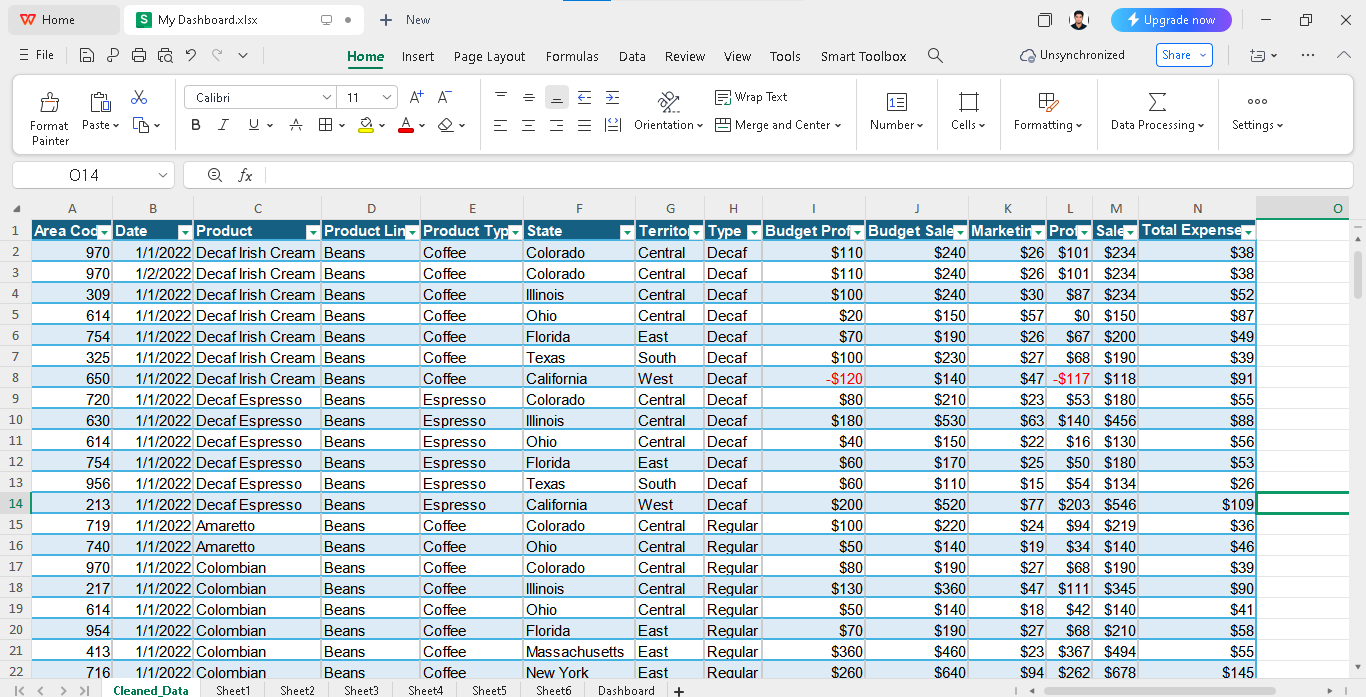 Home My Dashboard.xlsx New Upgrade now
File Home Insert Page Layout Formulas Data Review View Tools Smart Toolbox Unsynchronized Share
Format Painter Paste Calibri 11 A+ A- B I U A A Orientation Wrap Text Merge and Center Number Cells Formatting Data Processing Settings
O14 fx
A B C D E F G H I J K L M N O
1 Area Cod Date Product Product Lin Product Typ State Territo Type Budget Prof Budget Sale Marketin Prof Sale Total Expense
2 970 1/1/2022 Decaf Irish Cream Beans Coffee Colorado Central Decaf $110 $240 $26 $101 $234 $38
3 970 1/2/2022 Decaf Irish Cream Beans Coffee Colorado Central Decaf $110 $240 $26 $101 $234 $38
4 309 1/1/2022 Decaf Irish Cream Beans Coffee Illinois Central Decaf $100 $240 $30 $87 $234 $52
5 614 1/1/2022 Decaf Irish Cream Beans Coffee Ohio Central Decaf $20 $150 $57 $0 $150 $87
6 754 1/1/2022 Decaf Irish Cream Beans Coffee Florida East Decaf $70 $190 $26 $67 $200 $49
7 325 1/1/2022 Decaf Irish Cream Beans Coffee Texas South Decaf $100 $230 $27 $68 $190 $39
8 650 1/1/2022 Decaf Irish Cream Beans Coffee California West Decaf -$120 $140 $47 -$117 $118 $91
9 720 1/1/2022 Decaf Espresso Beans Espresso Colorado Central Decaf $80 $210 $23 $53 $180 $55
10 630 1/1/2022 Decaf Espresso Beans Espresso Illinois Central Decaf $180 $530 $63 $140 $456 $88
11 614 1/1/2022 Decaf Espresso Beans Espresso Ohio Central Decaf $40 $150 $22 $16 $130 $56
12 754 1/1/2022 Decaf Espresso Beans Espresso Florida East Decaf $60 $170 $25 $50 $180 $53
13 956 1/1/2022 Decaf Espresso Beans Espresso Texas South Decaf $60 $110 $15 $54 $134 $26
14 213 1/1/2022 Decaf Espresso Beans Espresso California West Decaf $200 $520 $77 $203 $546 $109
15 719 1/1/2022 Amaretto Beans Coffee Colorado Central Regular $100 $220 $24 $94 $219 $36
16 740 1/1/2022 Amaretto Beans Coffee Ohio Central Regular $50 $140 $19 $34 $140 $46
17 970 1/1/2022 Colombian Beans Coffee Colorado Central Regular $80 $190 $27 $68 $190 $39
18 217 1/1/2022 Colombian Beans Coffee Illinois Central Regular $130 $360 $47 $111 $345 $90
19 614 1/1/2022 Colombian Beans Coffee Ohio Central Regular $50 $140 $18 $42 $140 $41
20 954 1/1/2022 Colombian Beans Coffee Florida East Regular $70 $190 $27 $68 $210 $58
21 413 1/1/2022 Colombian Beans Coffee Massachusetts East Regular $360 $460 $23 $367 $494 $55
22 716 1/1/2022 Colombian Beans Coffee New York East Regular $260 $640 $94 $262 $678 $145
Cleaned_Data Sheet1 Sheet2 Sheet3 Sheet4 Sheet5 Sheet6 Dashboard +